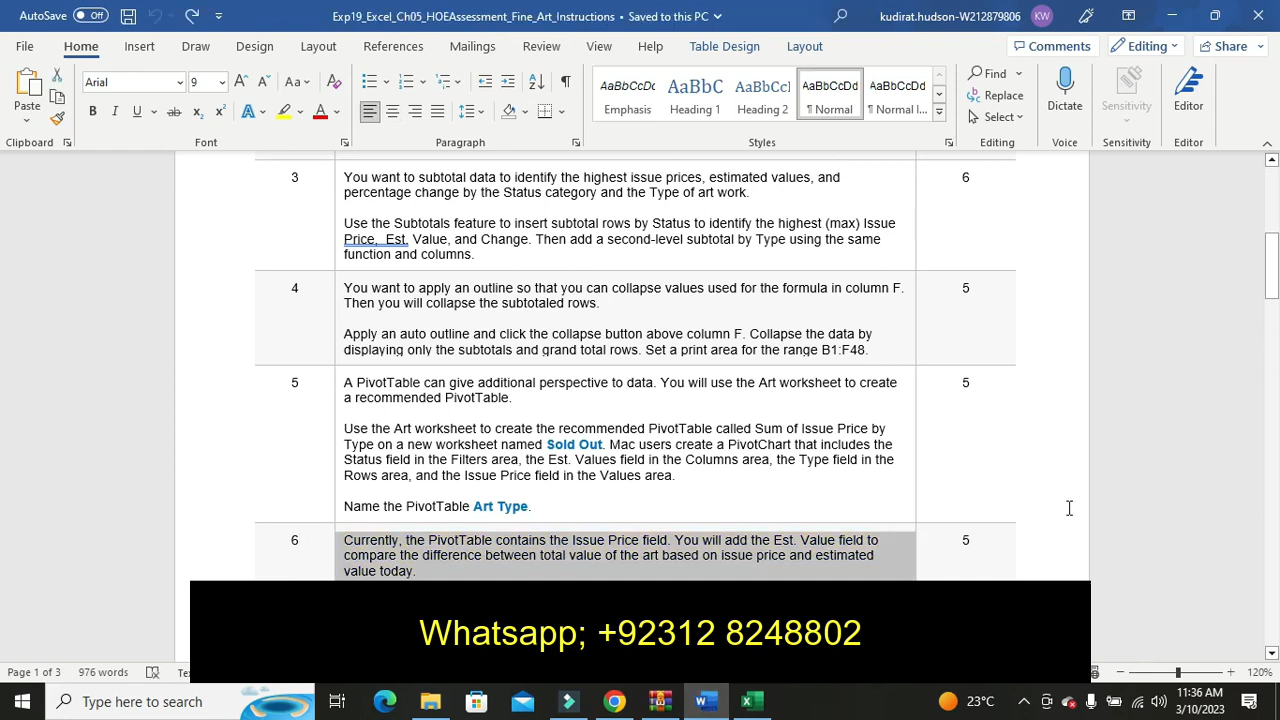 AutoSave Off
Exp19_Excel_Ch05_HOEAssessment_Fine_Art_Instructions • Saved to this PC
kudirat.hudson-W212879806 KW
File Home Insert Draw Design Layout References Mailings Review View Help Table Design Layout
Comments Editing Share
Paste
Clipboard
Arial 9
Aa
B I U ab A A
Font
Paragraph
AaBbCcDc AaBbC AaBbCcI AaBbCcDd AaBbCcDd
Emphasis Heading 1 Heading 2 ¶ Normal ¶ Normal I...
Styles
Find
Replace
Select
Editing
Dictate
Voice
Sensitivity
Sensitivity
Editor
Editor
3 You want to subtotal data to identify the highest issue prices, estimated values, and 6
percentage change by the Status category and the Type of art work.
Use the Subtotals feature to insert subtotal rows by Status to identify the highest (max) Issue
Price, Est. Value, and Change. Then add a second-level subtotal by Type using the same
function and columns.
4 You want to apply an outline so that you can collapse values used for the formula in column F. 5
Then you will collapse the subtotaled rows.
Apply an auto outline and click the collapse button above column F. Collapse the data by
displaying only the subtotals and grand total rows. Set a print area for the range B1:F48.
5 A PivotTable can give additional perspective to data. You will use the Art worksheet to create 5
a recommended PivotTable.
Use the Art worksheet to create the recommended PivotTable called Sum of Issue Price by
Type on a new worksheet named Sold Out. Mac users create a PivotChart that includes the
Status field in the Filters area, the Est. Values field in the Columns area, the Type field in the
Rows area, and the Issue Price field in the Values area.
Name the PivotTable Art Type.
6 Currently, the PivotTable contains the Issue Price field. You will add the Est. Value field to 5
compare the difference between total value of the art based on issue price and estimated
value today.
Whatsapp; +92312 8248802
Page 1 of 3 976 words
120%
Type here to search
23°C
11:36 AM
3/10/2023